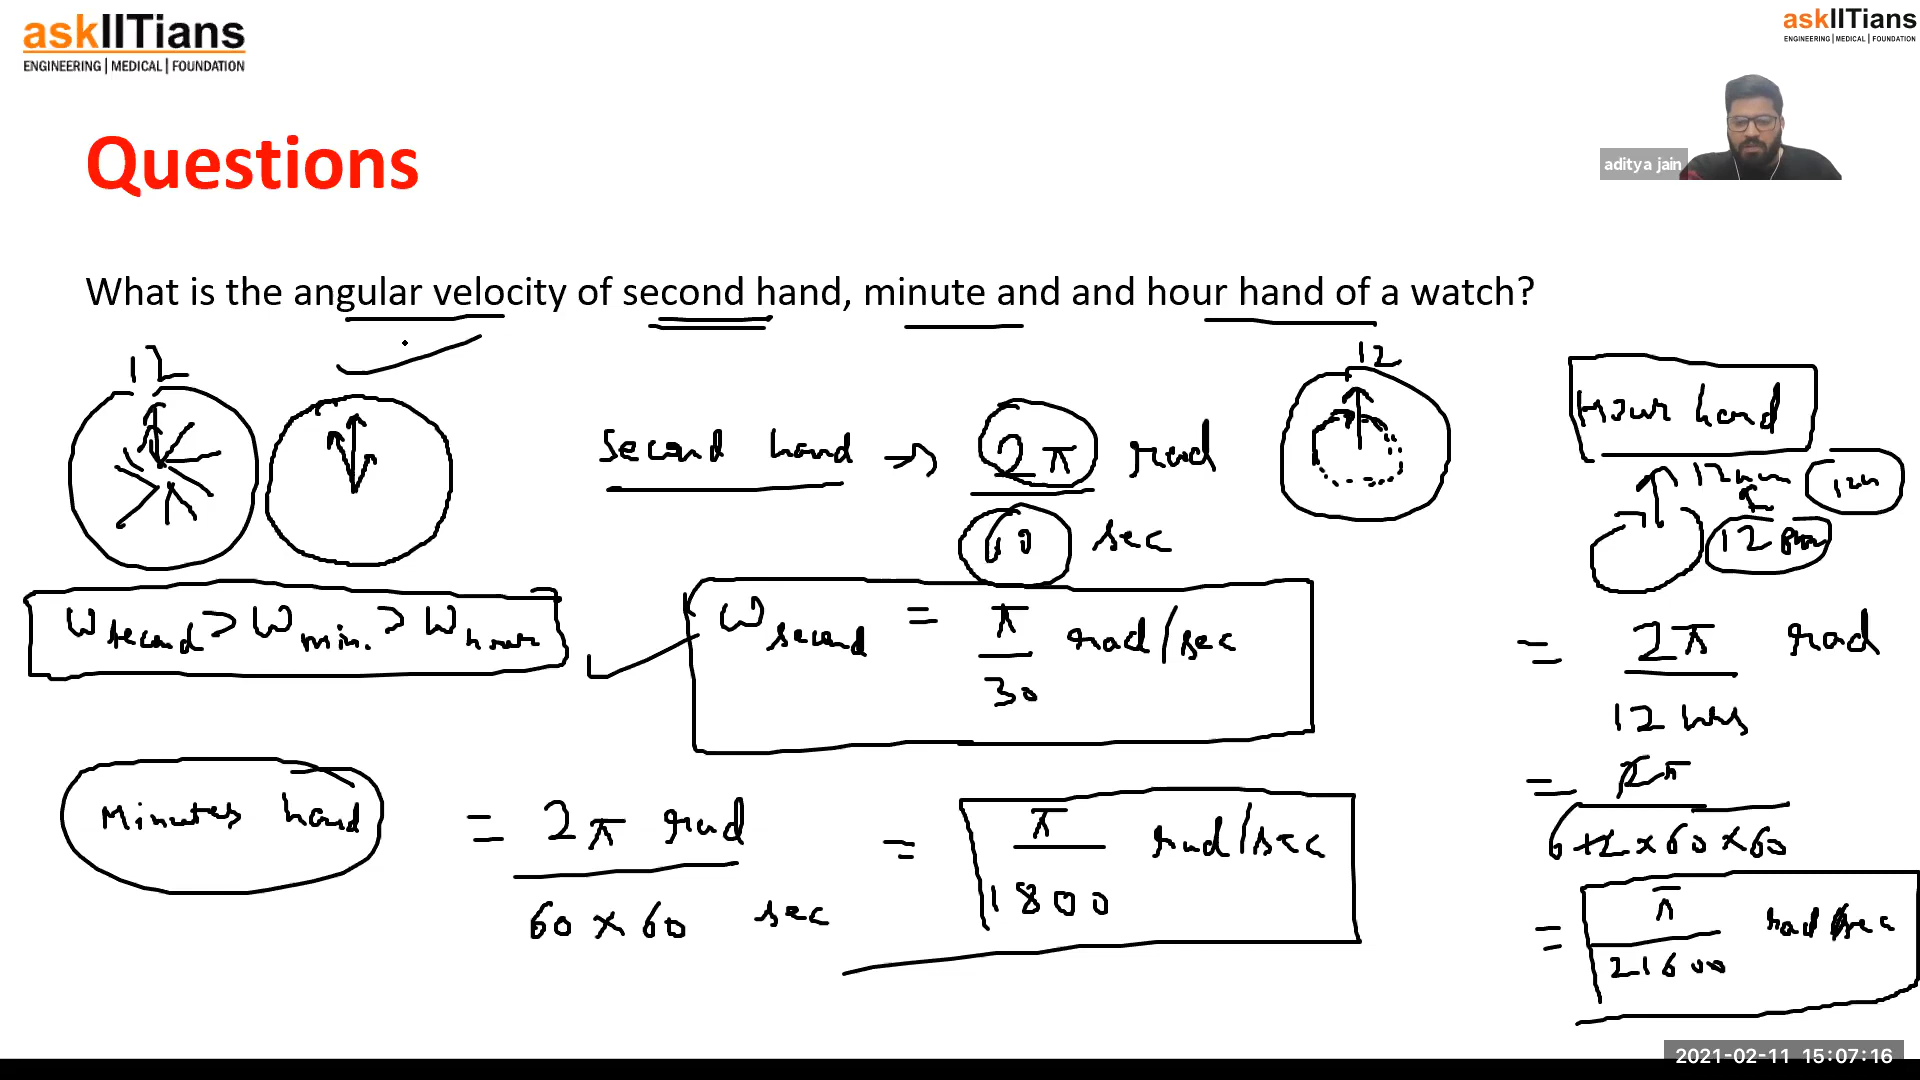 askIITians
ENGINEERING | MEDICAL | FOUNDATION
askIITians
ENGINEERING | MEDICAL | FOUNDATION
Questions
aditya jain
What is the angular velocity of second hand, minute and and hour hand of a watch?
12
12
Second hand → 2π rad
60 sec
Hour hand
12
12
ω second > ω min. > ω hour
ω second = π rad/sec
30
= 2π rad
12 hrs
Minutes hand = 2π rad = π rad/sec
60 × 60 sec 1800
= 2π
6 12 × 60 × 60
= π rad/sec
21600
2021-02-11 15:07:16